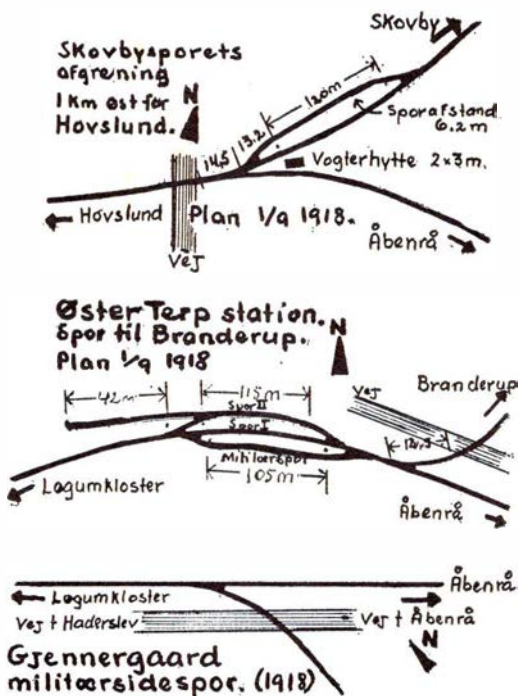 Skovby
Skovbysporets
afgrening
1 Km øst for
Hovslund.
N
120m
13,2
14,5
Sporafstand
6.2 m
Vogterhytte 2x3m.
Hovslund
Plan 1/9 1918.
Åbenrå
Vej
Øster Terp station.
Spor til Branderup.
Plan 1/9 1918
N
Branderup
Vej
42m
115m
Spor II
Spor I
Militærspor
105m
Løgumkloster
Åbenrå
Løgumkloster
Åbenrå
Vej t Haderslev
Vej t Åbenrå
N
Gjennergaard
militærsidespor. (1918)